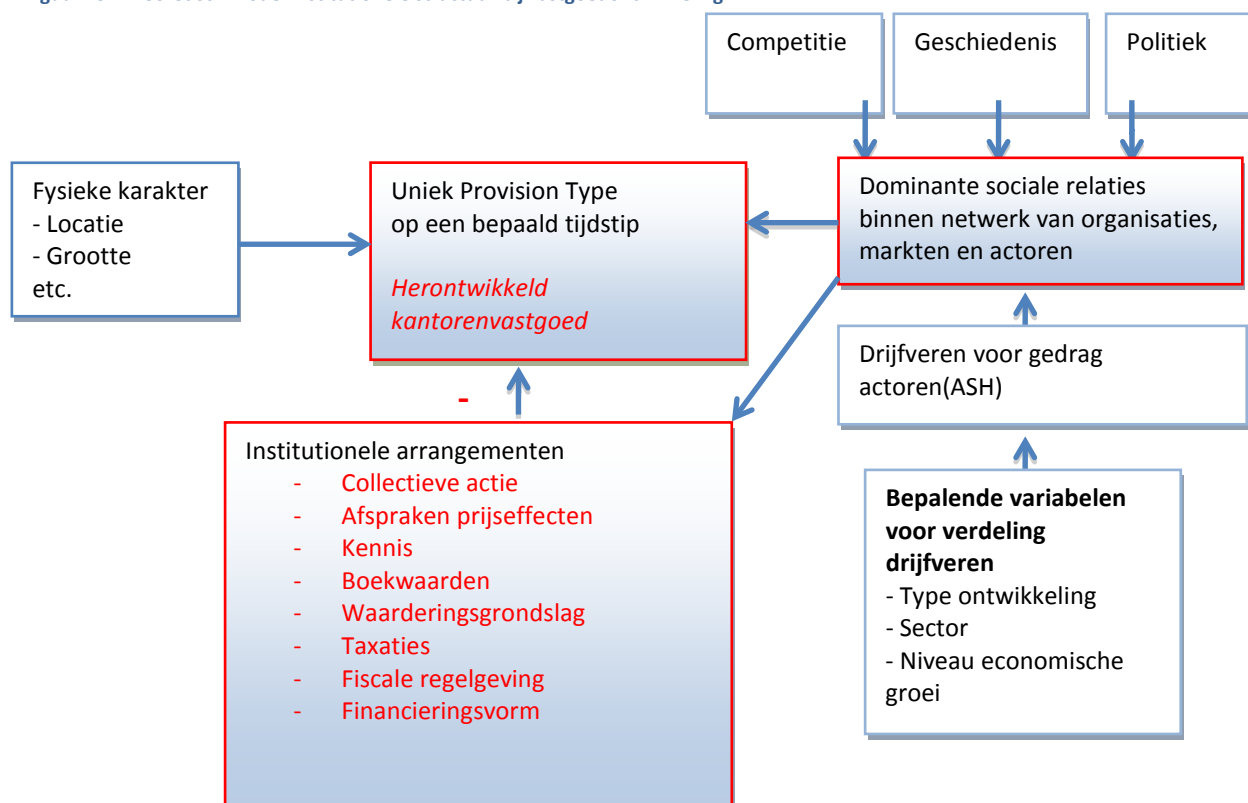 Competitie
Geschiedenis
Politiek
Fysieke karakter
- Locatie
- Grootte
etc.
Uniek Provision Type
op een bepaald tijdstip
Herontwikkeld
kantorenvastgoed
Dominante sociale relaties
binnen netwerk van organisaties,
markten en actoren
Drijfveren voor gedrag
actoren(ASH)
-
Institutionele arrangementen
- Collectieve actie
- Afspraken prijseffecten
- Kennis
- Boekwaarden
- Waarderingsgrondslag
- Taxaties
- Fiscale regelgeving
- Financieringsvorm
Bepalende variabelen
voor verdeling
drijfveren
- Type ontwikkeling
- Sector
- Niveau economische
groei